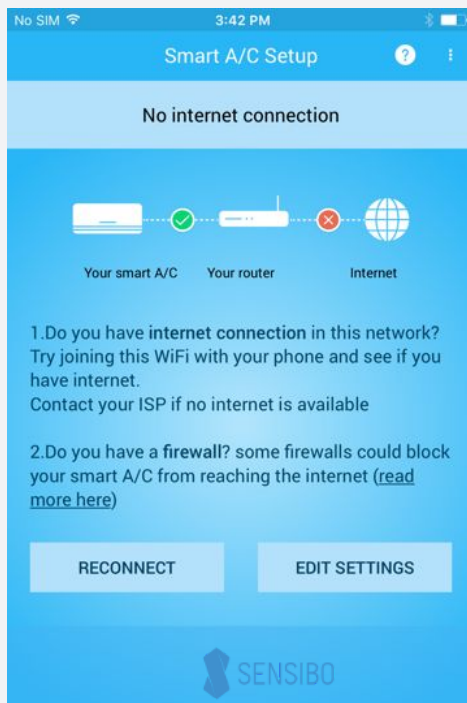 No SIM 3:42 PM
Smart A/C Setup ?
No internet connection
Your smart A/C Your router Internet
1.Do you have internet connection in this network?
Try joining this WiFi with your phone and see if you
have internet.
Contact your ISP if no internet is available
2.Do you have a firewall? some firewalls could block
your smart A/C from reaching the internet (read
more here)
RECONNECT EDIT SETTINGS
SENSIBO